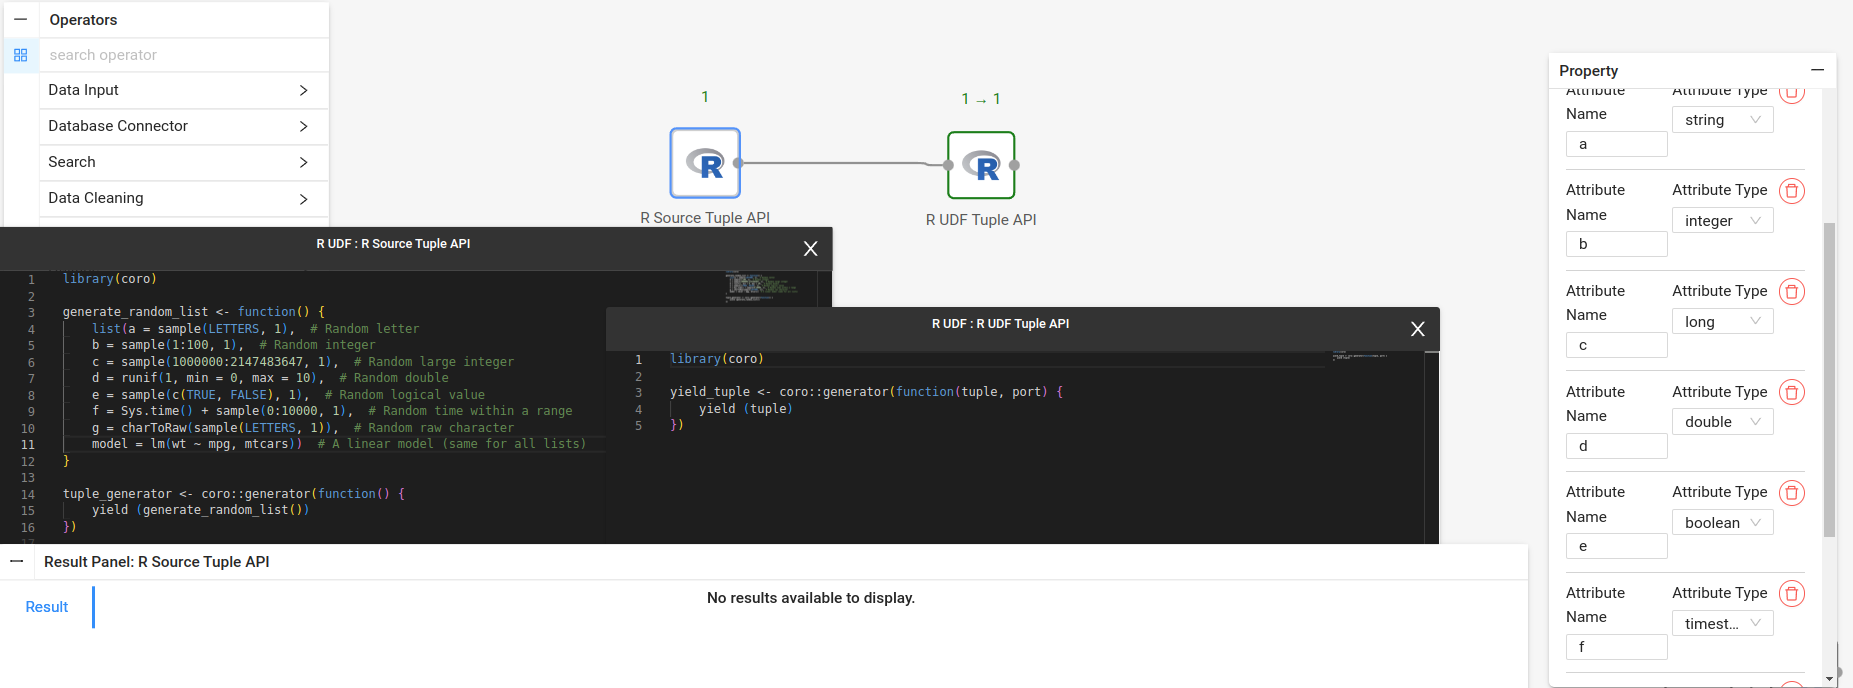 Operators
search operator
Data Input
Database Connector
Search
Data Cleaning
1
1 → 1
R
R
R Source Tuple API
R UDF Tuple API
R UDF : R Source Tuple API
X
1 library(coro)
2
3 generate_random_list <- function() {
4 list(a = sample(LETTERS, 1),  # Random letter
5 b = sample(1:100, 1),  # Random integer
6 c = sample(1000000:2147483647, 1),  # Random large integer
7 d = runif(1, min = 0, max = 10),  # Random double
8 e = sample(c(TRUE, FALSE), 1),  # Random logical value
9 f = Sys.time() + sample(0:10000, 1),  # Random time within a range
10 g = charToRaw(sample(LETTERS, 1)),  # Random raw character
11 model = lm(wt ~ mpg, mtcars))  # A linear model (same for all lists)
12 }
13
14 tuple_generator <- coro::generator(function() {
15 yield (generate_random_list())
16 })
17
R UDF : R UDF Tuple API
X
1 library(coro)
2
3 yield_tuple <- coro::generator(function(tuple, port) {
4 yield (tuple)
5 })
Result Panel: R Source Tuple API
Result
No results available to display.
Property
Attribute Name
Attribute Type
string
a
Attribute Name
Attribute Type
integer
b
Attribute Name
Attribute Type
long
c
Attribute Name
Attribute Type
double
d
Attribute Name
Attribute Type
boolean
e
Attribute Name
Attribute Type
timest...
f